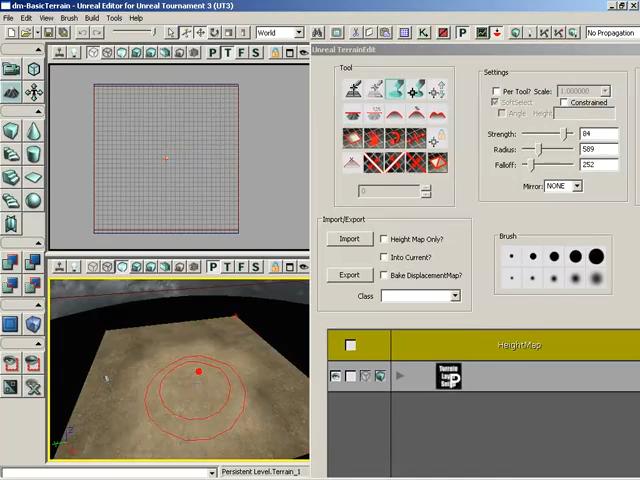 dm-BasicTerrain - Unreal Editor for Unreal Tournament 3 (UT3)
File Edit View Brush Build Tools Help
World
P
No Propagation
P T F S
Unreal TerrainEdit
Tool
Settings
Per Tool? Scale: 1.000000
SoftSelect Constrained
Angle Height
Strength: 84
Radius: 589
Falloff: 252
0
Mirror: NONE
Import/Export
Import Height Map Only?
Into Current?
Export Bake DisplacementMap?
Class
Brush
P T F S
HeightMap
Terrain
P
Z
Persistent Level.Terrain_1